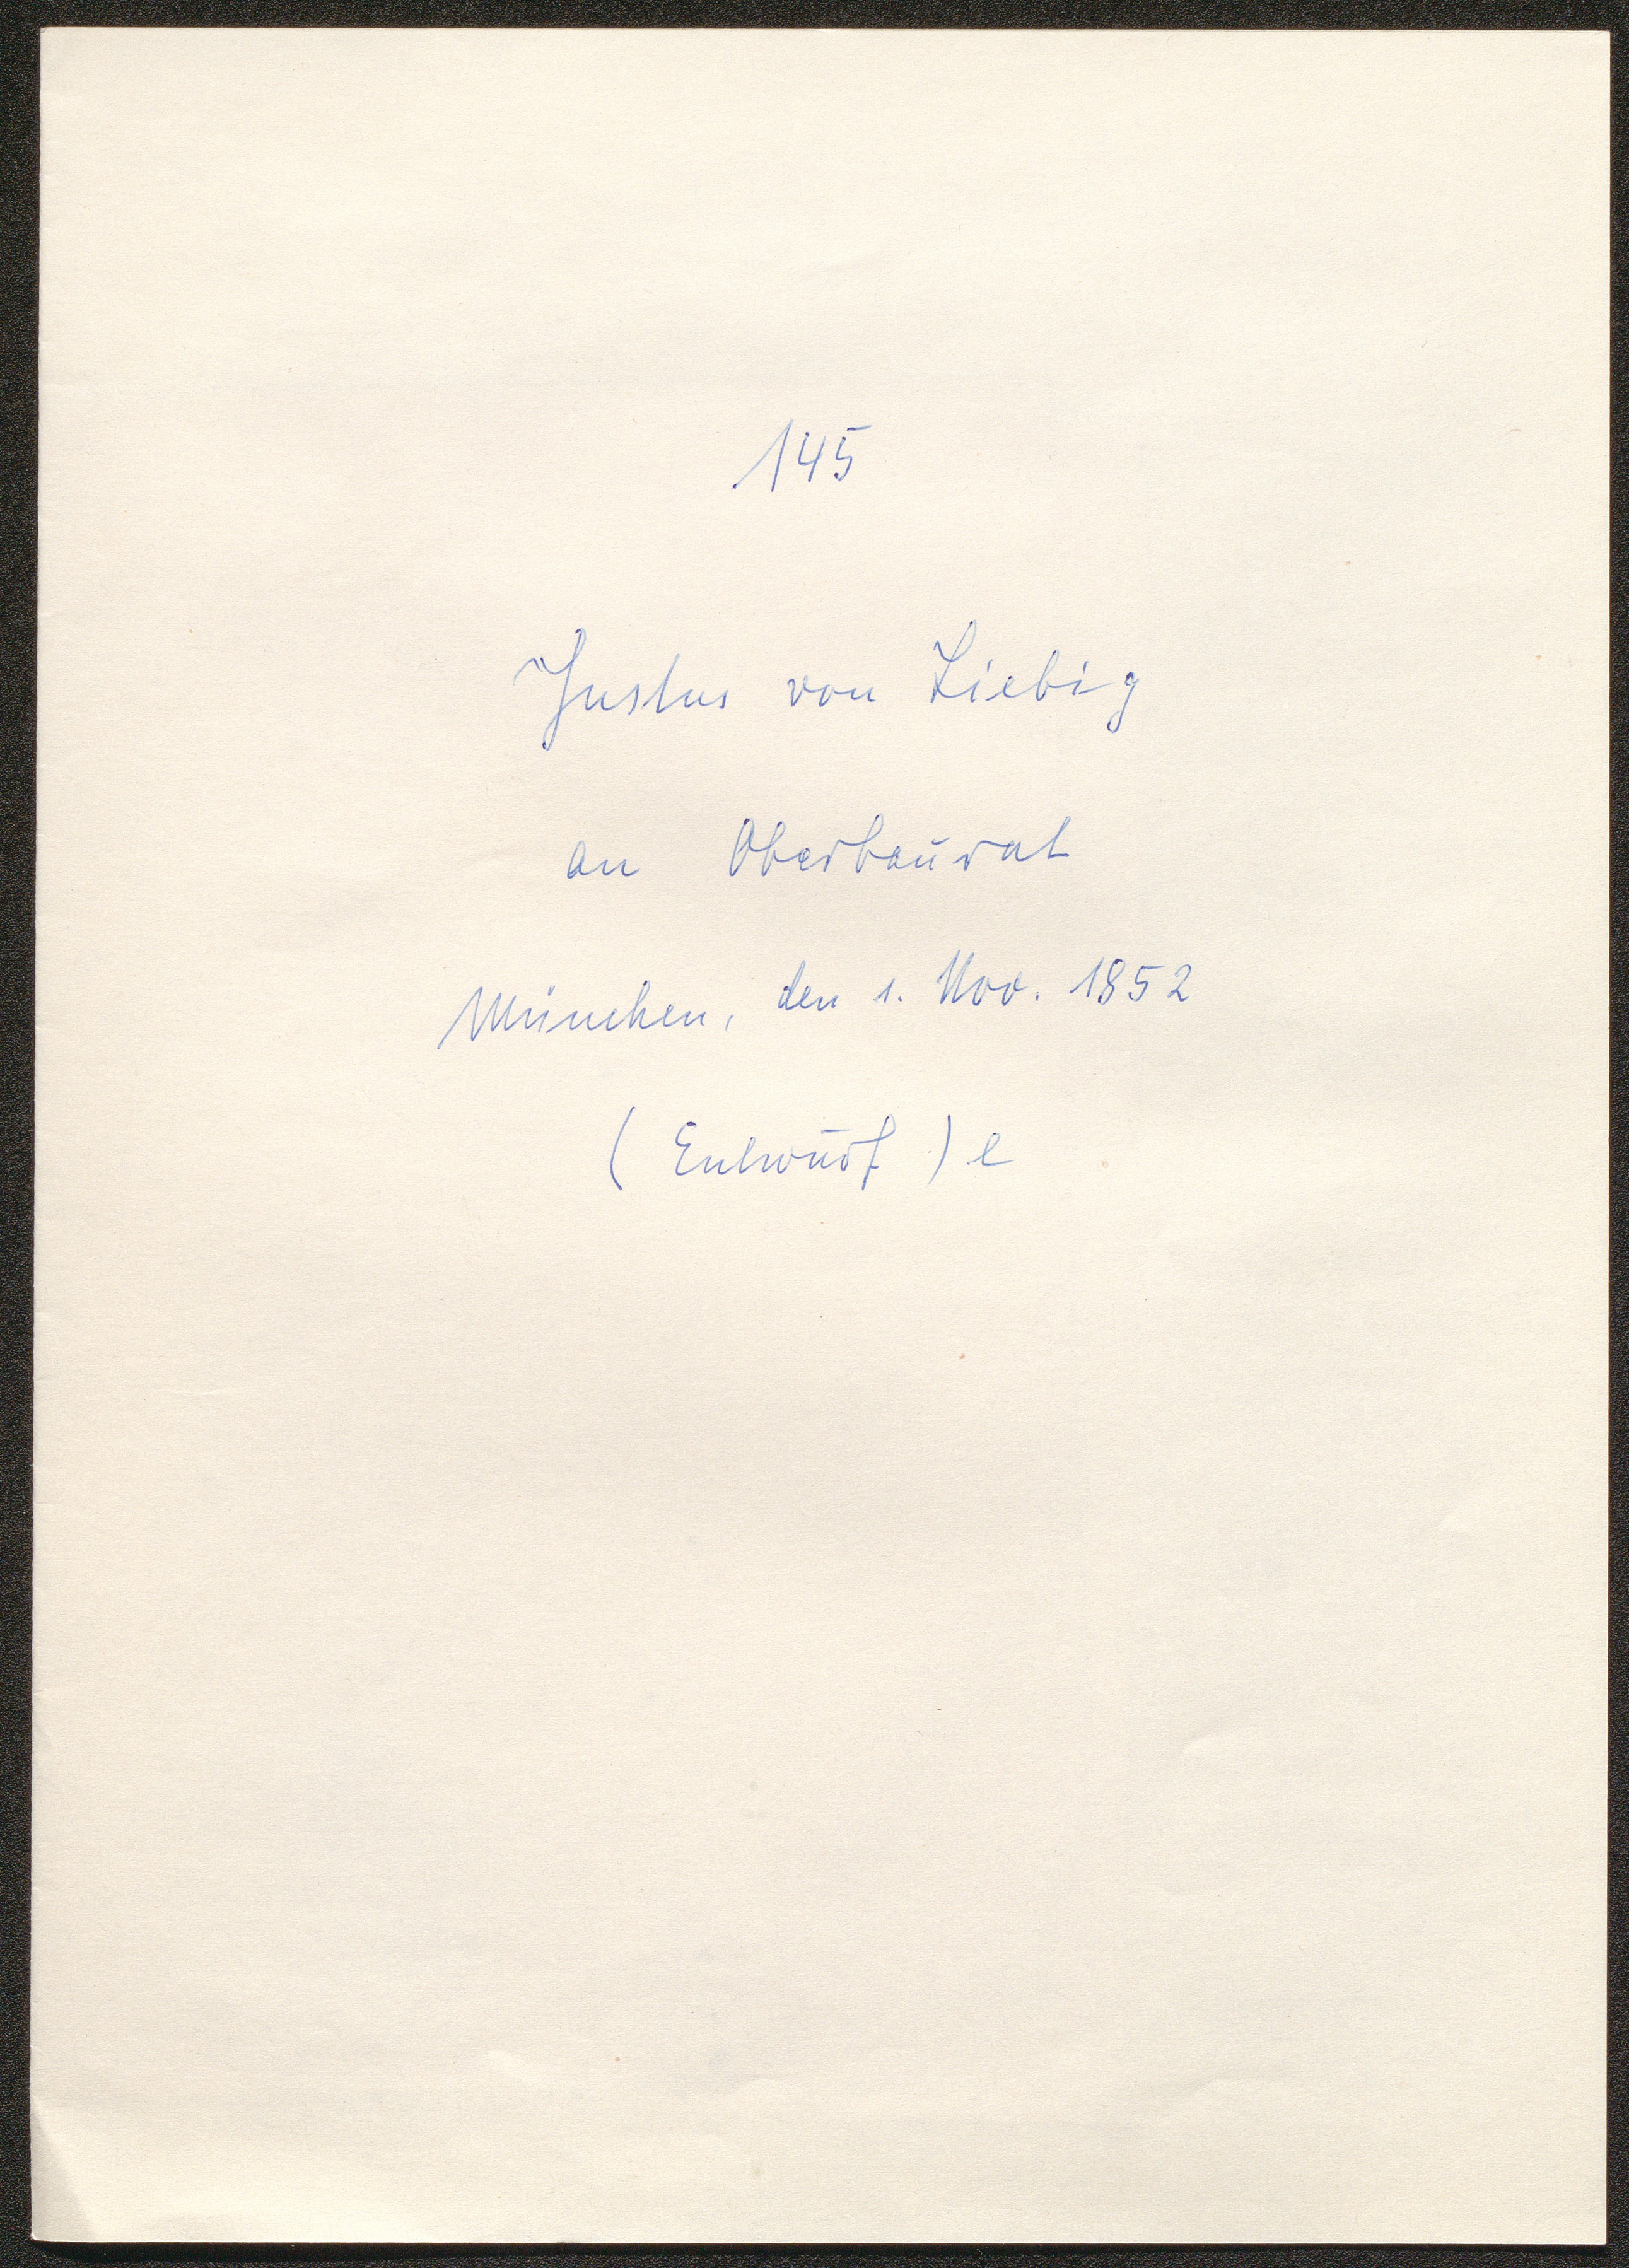 145
Justus von Liebig
an Oberbaurat
München, den 1. Nov. 1852
(Entwurf) e